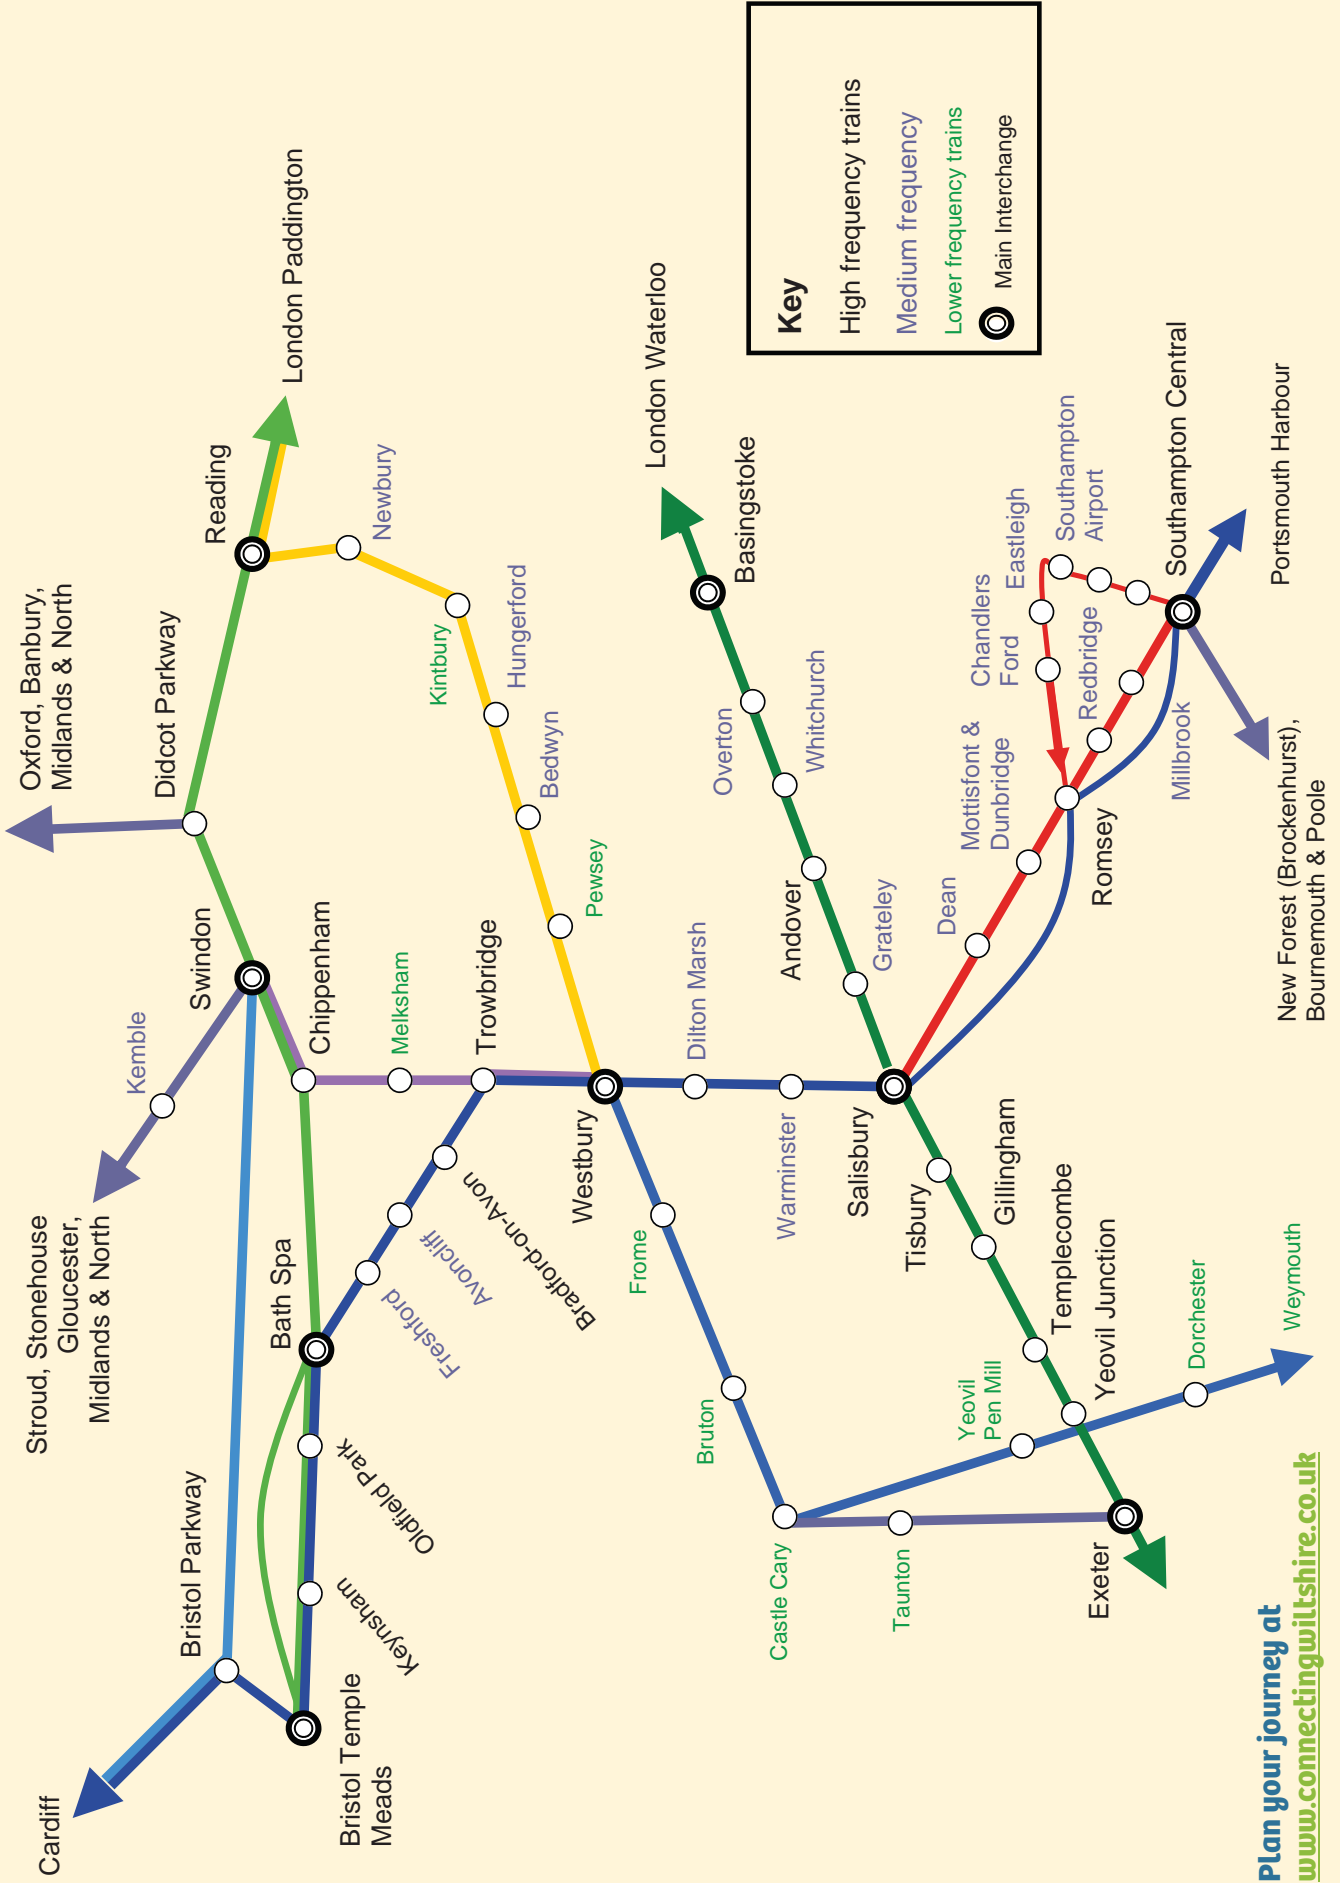 Oxford, Banbury,
Midlands & North
Stroud, Stonehouse
Gloucester,
Midlands & North
Cardiff
Kemble
Bristol Parkway
Swindon
Didcot Parkway
Reading
London Paddington
Bath Spa
Chippenham
Bristol Temple
Meads
Keynsham
Oldfield Park
Freshford
Avoncliff
Bradford-on-Avon
Melksham
Trowbridge
Newbury
Kintbury
Hungerford
Bedwyn
Pewsey
Westbury
Frome
Bruton
Castle Cary
Taunton
Exeter
Dilton Marsh
Warminster
Salisbury
London Waterloo
Basingstoke
Overton
Whitchurch
Andover
Grateley
Tisbury
Gillingham
Templecombe
Yeovil Junction
Yeovil
Pen Mill
Dorchester
Weymouth
Dean
Mottisfont &
Dunbridge
Romsey
Chandlers
Ford
Eastleigh
Southampton
Airport
Redbridge
Millbrook
Southampton Central
Portsmouth Harbour
New Forest (Brockenhurst),
Bournemouth & Poole
Key
High frequency trains
Medium frequency
Lower frequency trains
Main Interchange
Plan your journey at
www.connectingwiltshire.co.uk